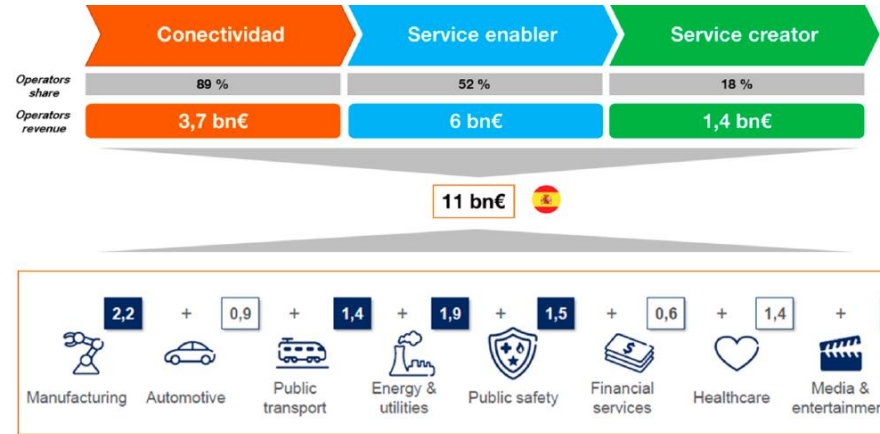 Conectividad Service enabler Service creator
Operators share 89 % 52 % 18 %
Operators revenue 3,7 bn€ 6 bn€ 1,4 bn€
11 bn€
2,2 + 0,9 + 1,4 + 1,9 + 1,5 + 0,6 + 1,4 +
Manufacturing Automotive Public transport Energy & utilities Public safety Financial services Healthcare Media &